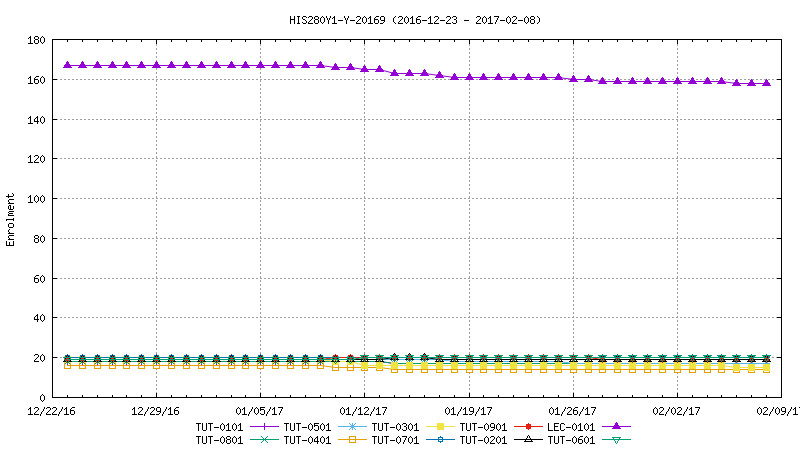 HIS280Y1-Y-20169 (2016-12-23 - 2017-02-08)
180
160
140
120
100
80
60
40
20
0
Enrolment
12/22/16 12/29/16 01/05/17 01/12/17 01/19/17 01/26/17 02/02/17 02/09/17
TUT-0101 TUT-0501 TUT-0301 TUT-0901 LEC-0101
TUT-0801 TUT-0401 TUT-0701 TUT-0201 TUT-0601